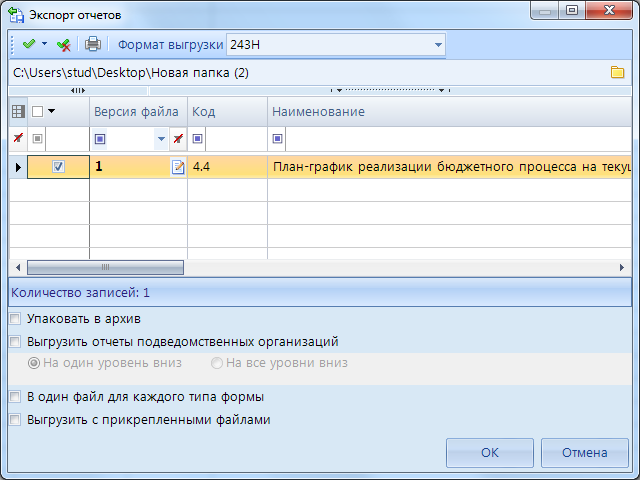 Экспорт отчетов
Формат выгрузки 243Н
C:\Users\stud\Desktop\Новая папка (2)
Версия файла Код Наименование
1 4.4 План-график реализации бюджетного процесса на теку
Количество записей: 1
Упаковать в архив
Выгрузить отчеты подведомственных организаций
На один уровень вниз На все уровни вниз
В один файл для каждого типа формы
Выгрузить с прикрепленными файлами
OK Отмена